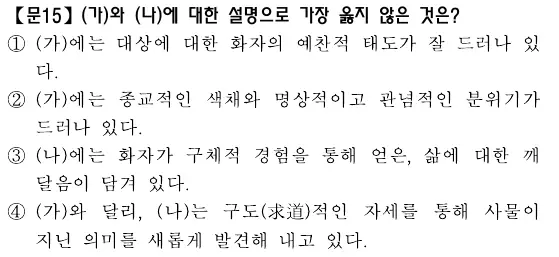 【문15】 (가)와 (나)에 대한 설명으로 가장 옳지 않은 것은?
① (가)에는 대상에 대한 화자의 예찬적 태도가 잘 드러나 있
다.
② (가)에는 종교적인 색채와 명상적이고 관념적인 분위기가
드러나 있다.
③ (나)에는 화자가 구체적 경험을 통해 얻은, 삶에 대한 깨
달음이 담겨 있다.
④ (가)와 달리, (나)는 구도(求道)적인 자세를 통해 사물이
지닌 의미를 새롭게 발견해 내고 있다.